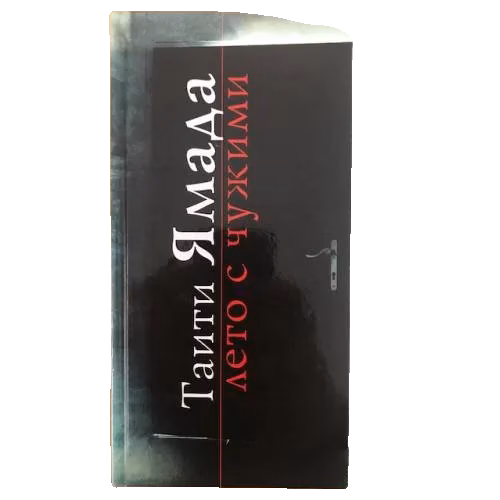 Таити Ямада
лето с чужими